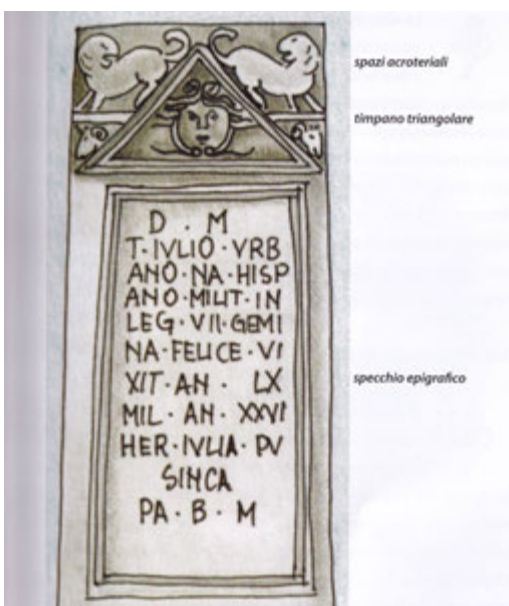 spazi acroteriali
timpano triangolare
D . M
T·IVLIO·VRB
ANO·NA·HISP
ANO·MILIT·IN
LEG·VII·GEMI
NA·FELICE·VI
XIT·AN · LX
MIL·AN·XXVI
HER·IVLIA·PV
SINCA
PA·B·M
specchio epigrafico